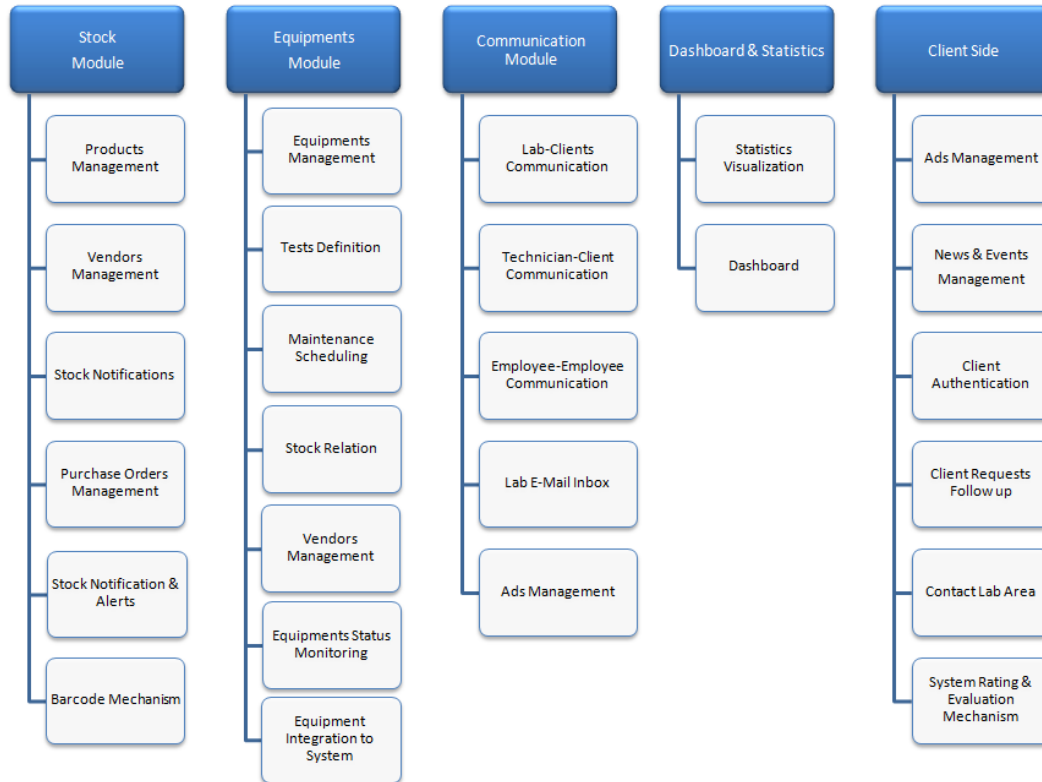 Stock
Module
Products
Management
Vendors
Management
Stock Notifications
Purchase Orders
Management
Stock Notification &
Alerts
Barcode Mechanism
Equipments
Module
Equipments
Management
Tests Definition
Maintenance
Scheduling
Stock Relation
Vendors
Management
Equipments Status
Monitoring
Equipment
Integration to
System
Communication
Module
Lab-Clients
Communication
Technician-Client
Communication
Employee-Employee
Communication
Lab E-Mail Inbox
Ads Management
Dashboard & Statistics
Statistics
Visualization
Dashboard
Client Side
Ads Management
News & Events
Management
Client
Authentication
Client Requests
Follow up
Contact Lab Area
System Rating &
Evaluation
Mechanism